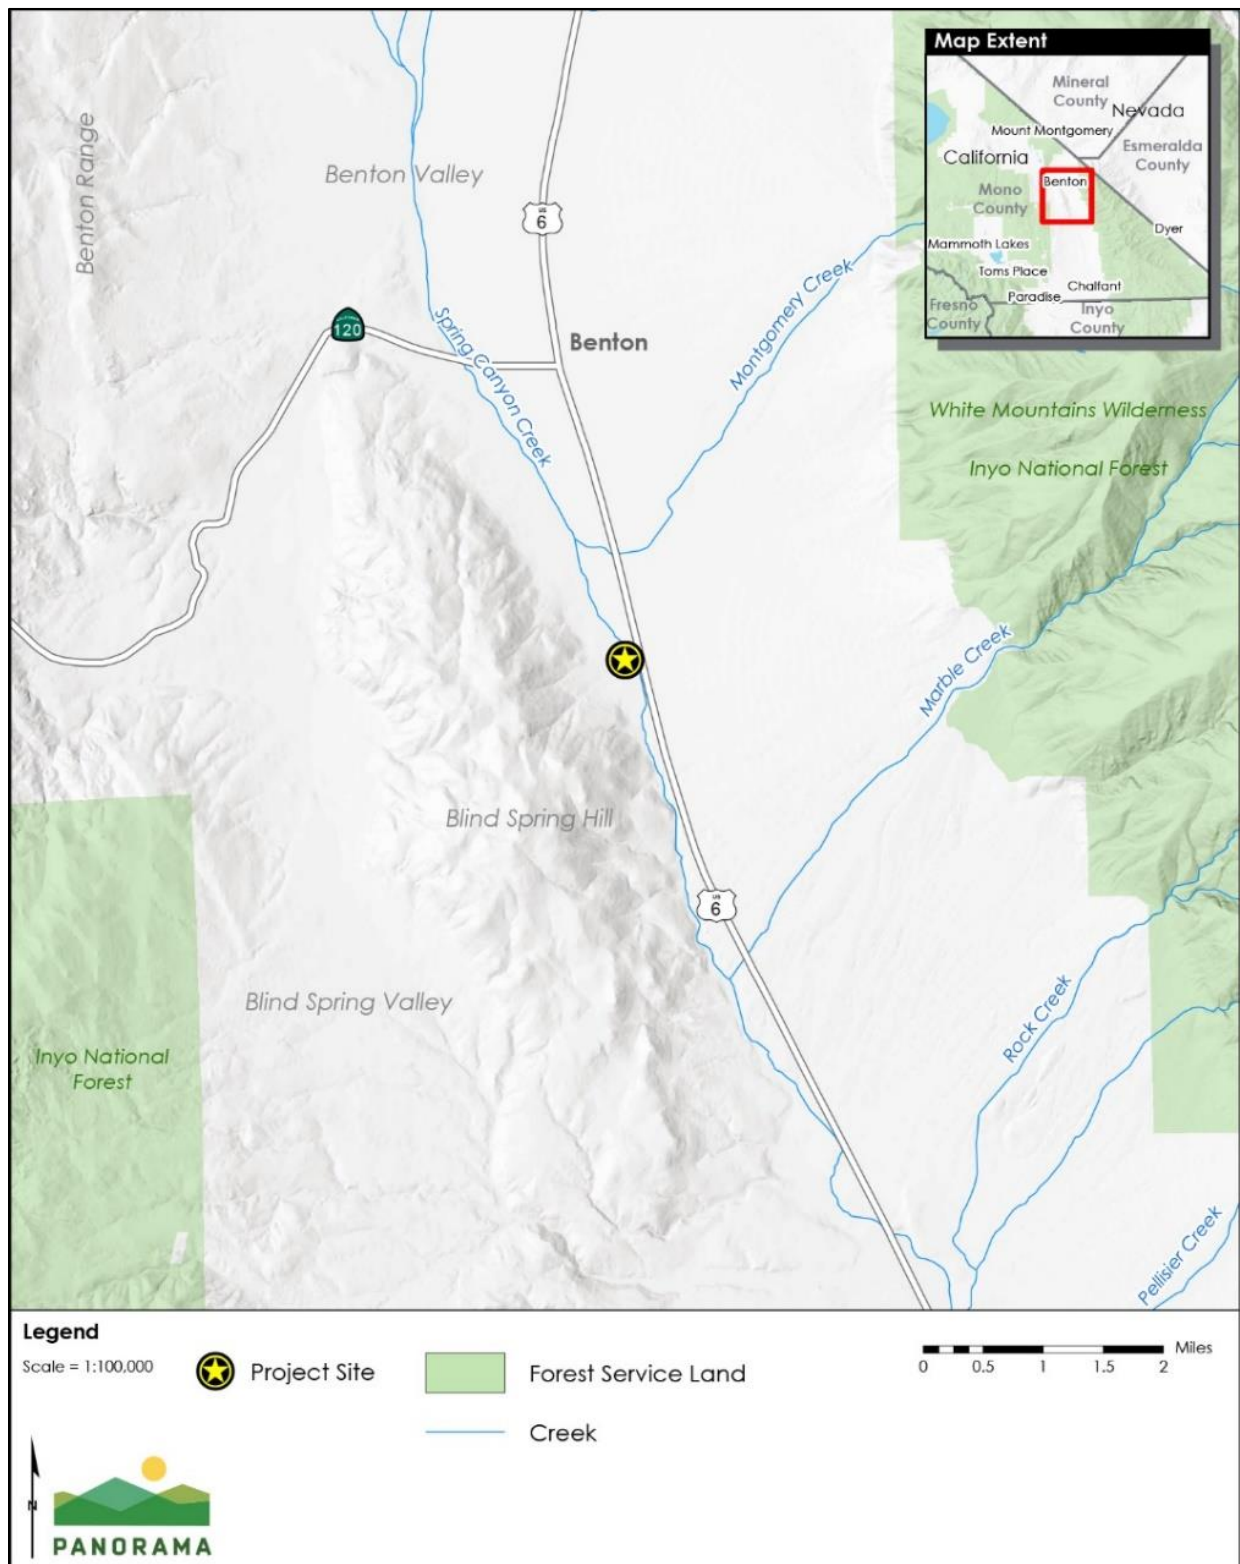 Map Extent
Mineral
County
Nevada
Mount Montgomery
Esmeralda
County
California
Benton
Mono
County
Dyer
Mammoth Lakes
Toms Place
Chalfant
Paradise
Fresno
County
Inyo
County
Benton Range
Benton Valley
US
6
120
Spring Canyon Creek
Benton
Montgomery Creek
White Mountains Wilderness
Inyo National Forest
Marble Creek
Blind Spring Hill
US
6
Blind Spring Valley
Rock Creek
Inyo National
Forest
Pellisier Creek
Legend
Scale = 1:100,000
Project Site
Forest Service Land
Creek
Miles
0 0.5 1 1.5 2
N
PANORAMA